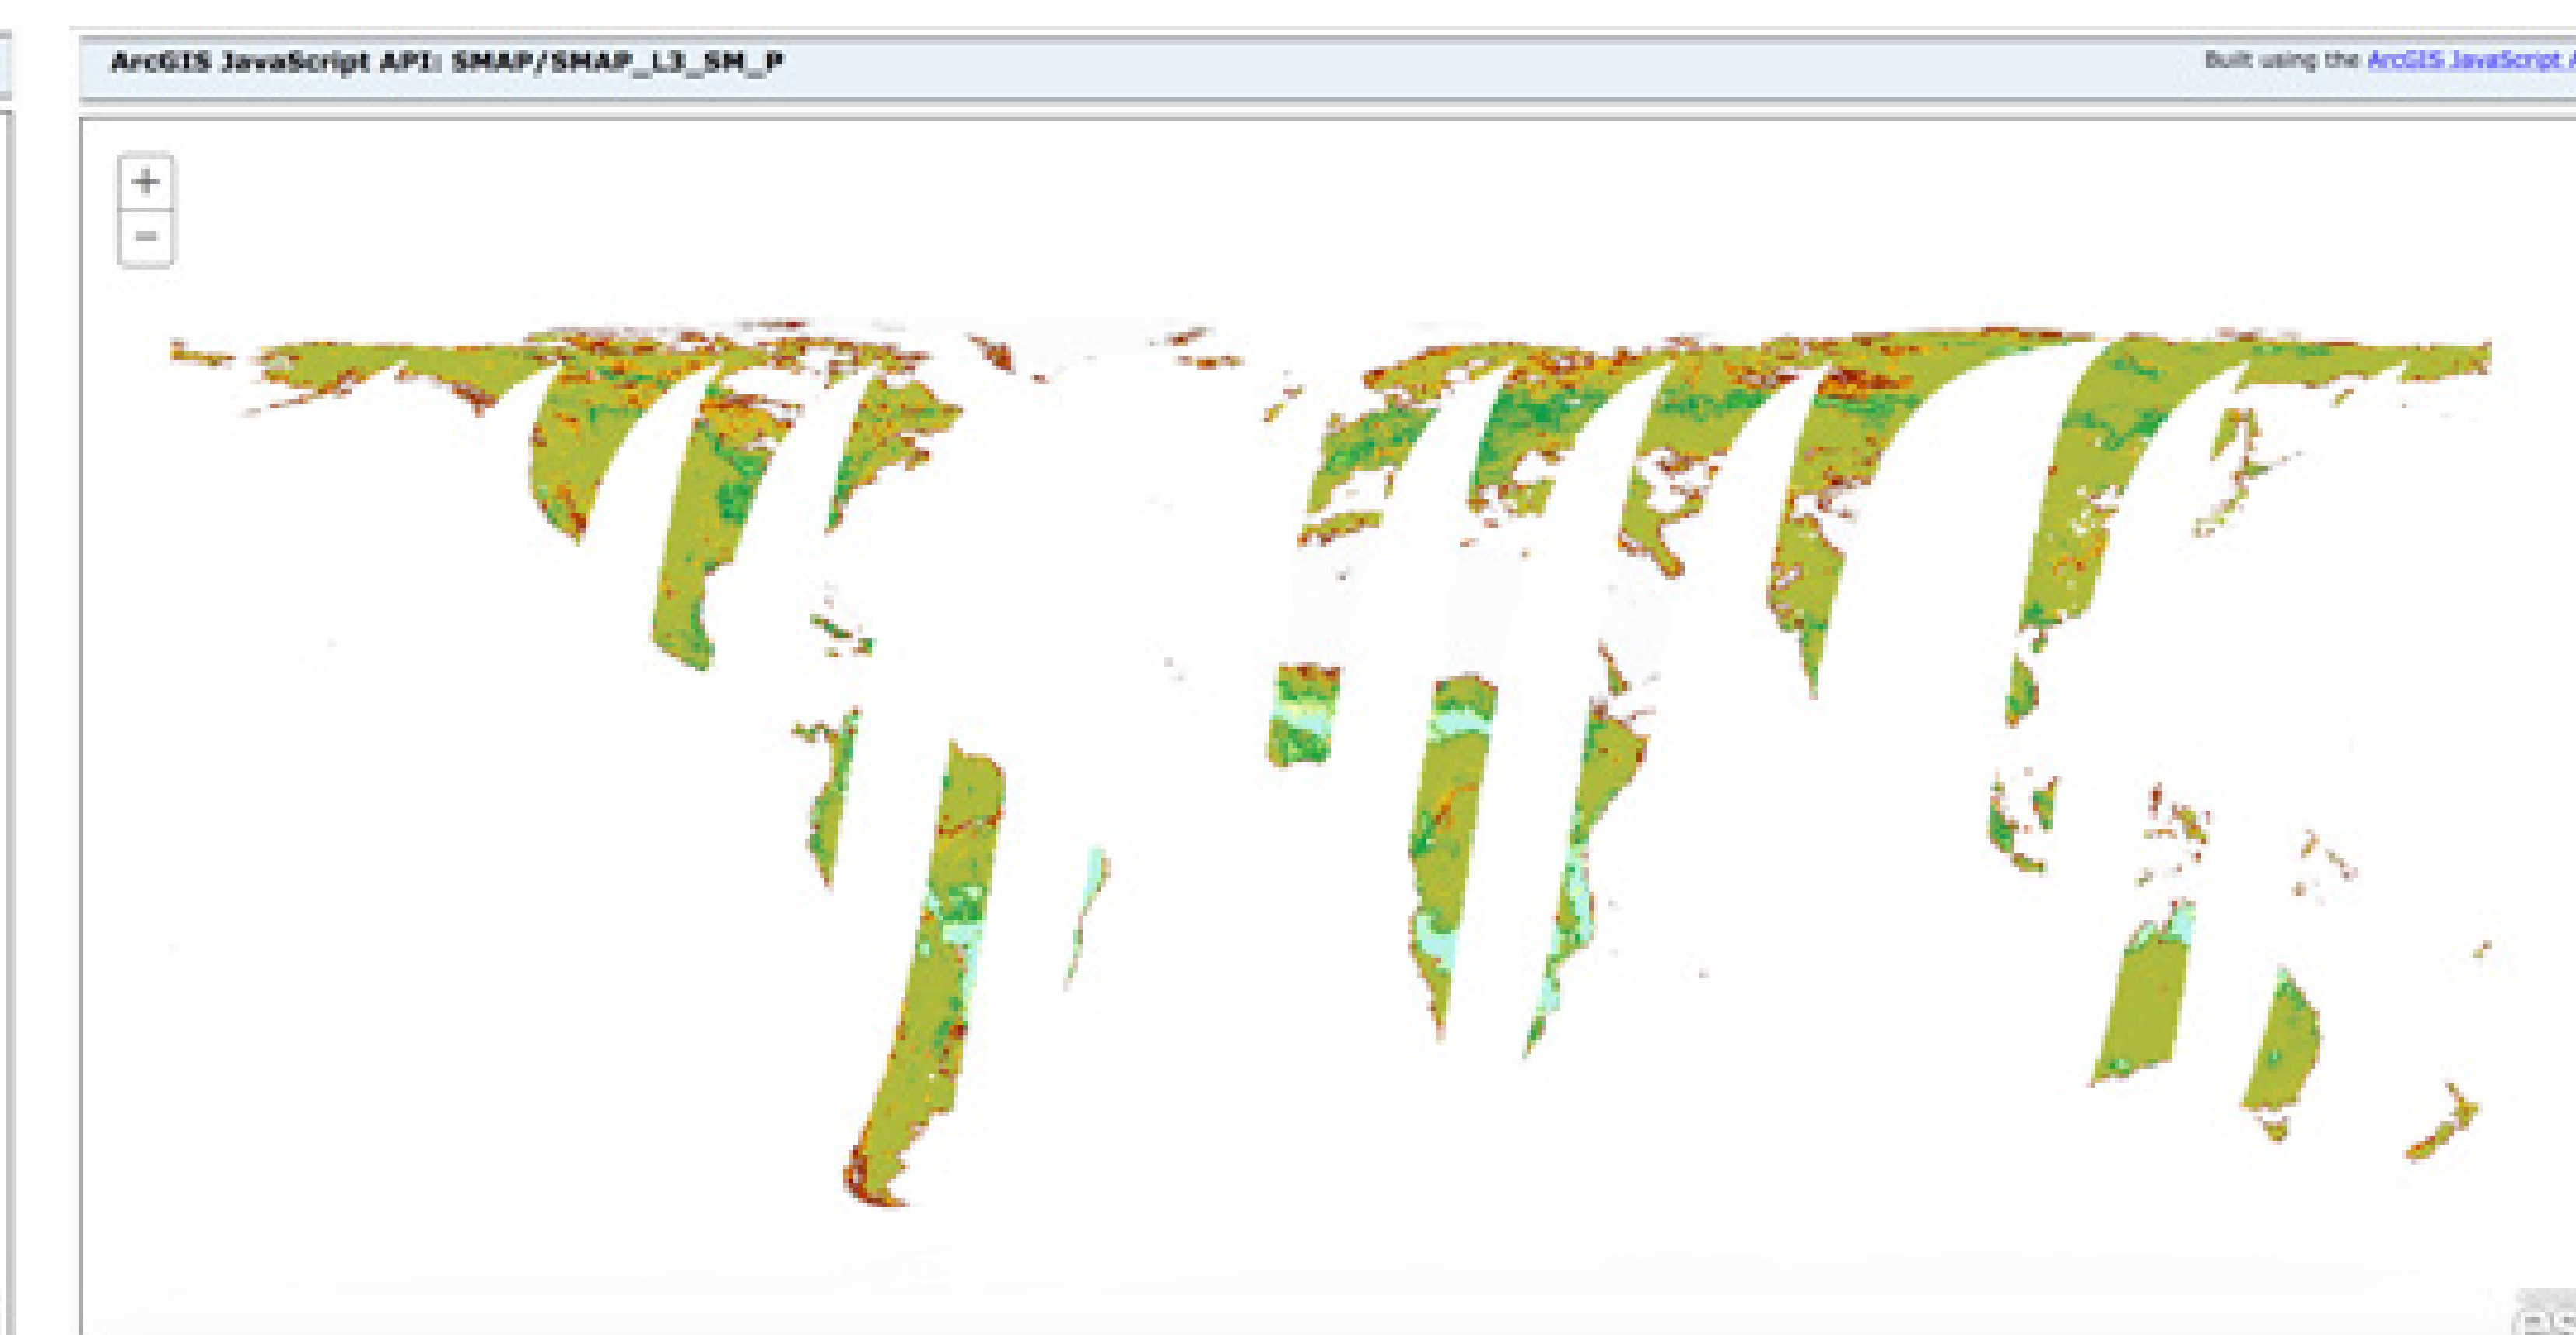 ArcGIS JavaScript API: SMAP/SMAP_L3_SM_P
Built using the ArcGIS JavaScript
+
−